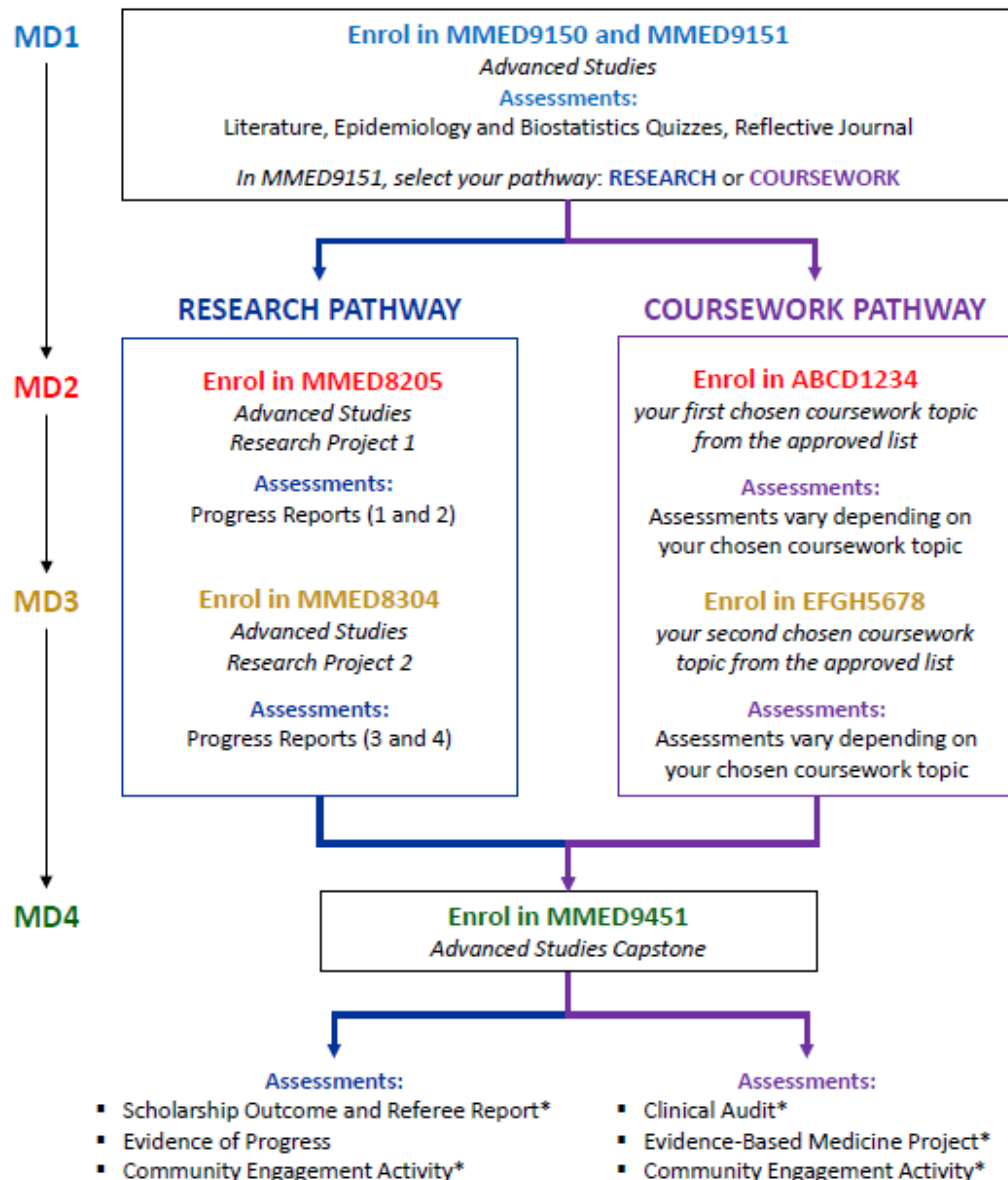 MD1
Enrol in MMED9150 and MMED9151
Advanced Studies
Assessments:
Literature, Epidemiology and Biostatistics Quizzes, Reflective Journal
In MMED9151, select your pathway: RESEARCH or COURSEWORK
RESEARCH PATHWAY
COURSEWORK PATHWAY
MD2
Enrol in MMED8205
Advanced Studies
Research Project 1
Assessments:
Progress Reports (1 and 2)
Enrol in ABCD1234
your first chosen coursework topic
from the approved list
Assessments:
Assessments vary depending on
your chosen coursework topic
MD3
Enrol in MMED8304
Advanced Studies
Research Project 2
Assessments:
Progress Reports (3 and 4)
Enrol in EFGH5678
your second chosen coursework
topic from the approved list
Assessments:
Assessments vary depending on
your chosen coursework topic
MD4
Enrol in MMED9451
Advanced Studies Capstone
Assessments:
▪ Scholarship Outcome and Referee Report*
▪ Evidence of Progress
▪ Community Engagement Activity*
Assessments:
▪ Clinical Audit*
▪ Evidence-Based Medicine Project*
▪ Community Engagement Activity*